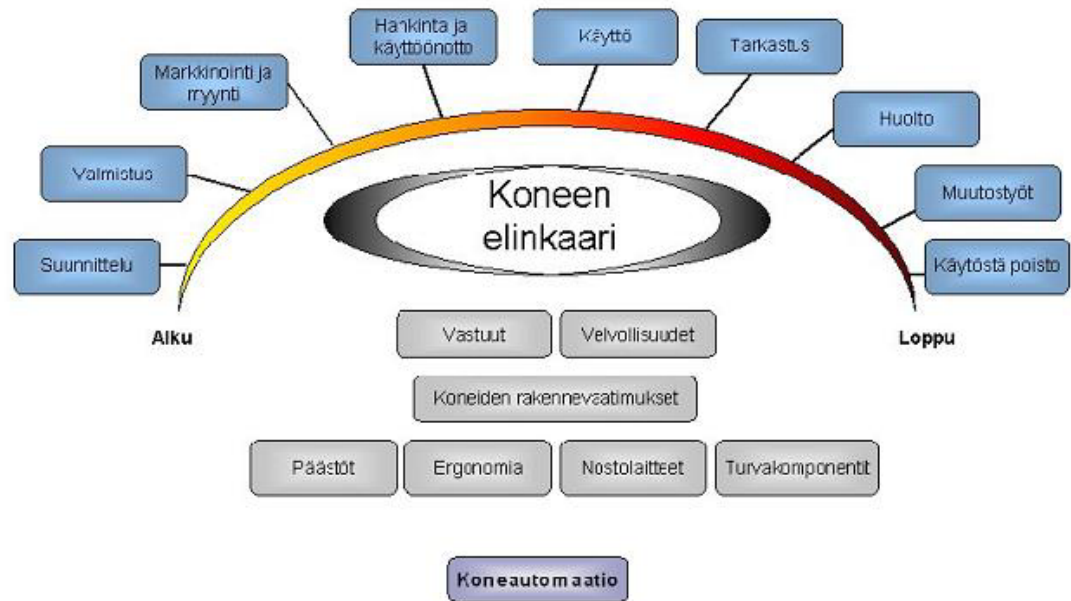 Hankinta ja
käyttöönotto
Käyttö
Tarkastus
Markkinointi ja
myynti
Huolto
Valmistus
Muutostyöt
Suunnittelu
Käytöstä poisto
Koneen
elinkaari
Alku
Loppu
Vastuut
Velvollisuudet
Koneiden rakennevaatimukset
Päästöt
Ergonomia
Nostolaitteet
Turvakomponentit
Koneautomaatio